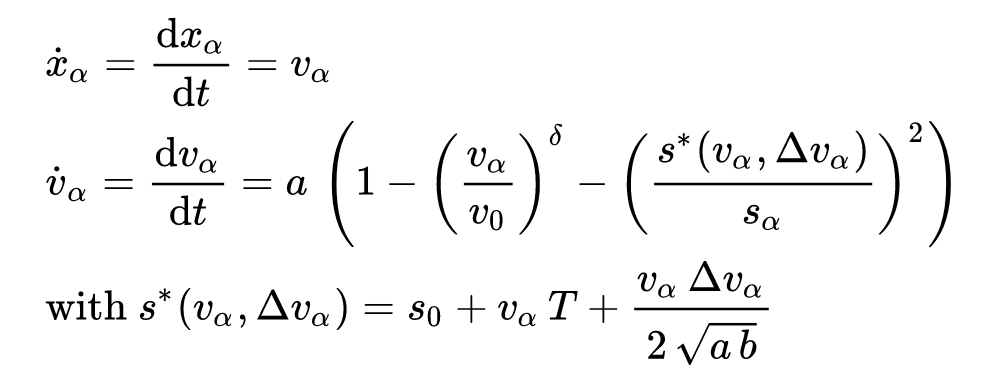 ẋ_α = dx_α/dt = v_α
v̇_α = dv_α/dt = a (1 − (v_α/v_0)^δ − (s*(v_α, Δv_α)/s_α)^2)
with s*(v_α, Δv_α) = s_0 + v_α T + v_α Δv_α/(2 √(a b))